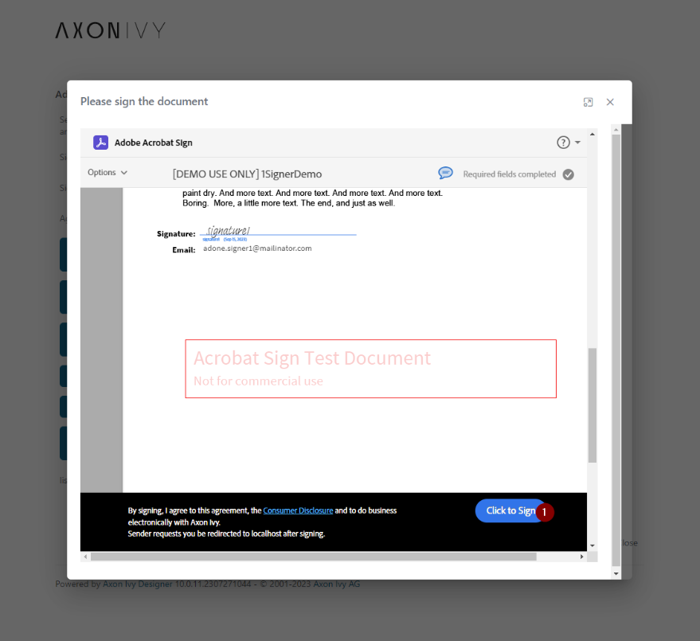 AXONIVY
Ad
Please sign the document
Adobe Acrobat Sign
Options
[DEMO USE ONLY] 1SignerDemo
Required fields completed
paint dry. And more text. And more text. And more text. And more text.
Boring. More, a little more text. The end, and just as well.
Signature: signature1
Email: adone.signer1@mailinator.com
Acrobat Sign Test Document
Not for commercial use
By signing, I agree to this agreement, the Consumer Disclosure and to do business
electronically with Axon Ivy.
Sender requests you be redirected to localhost after signing.
Click to Sign 1
lose
Powered by Axon Ivy Designer 10.0.11.2307271044 - © 2001-2023 Axon Ivy AG